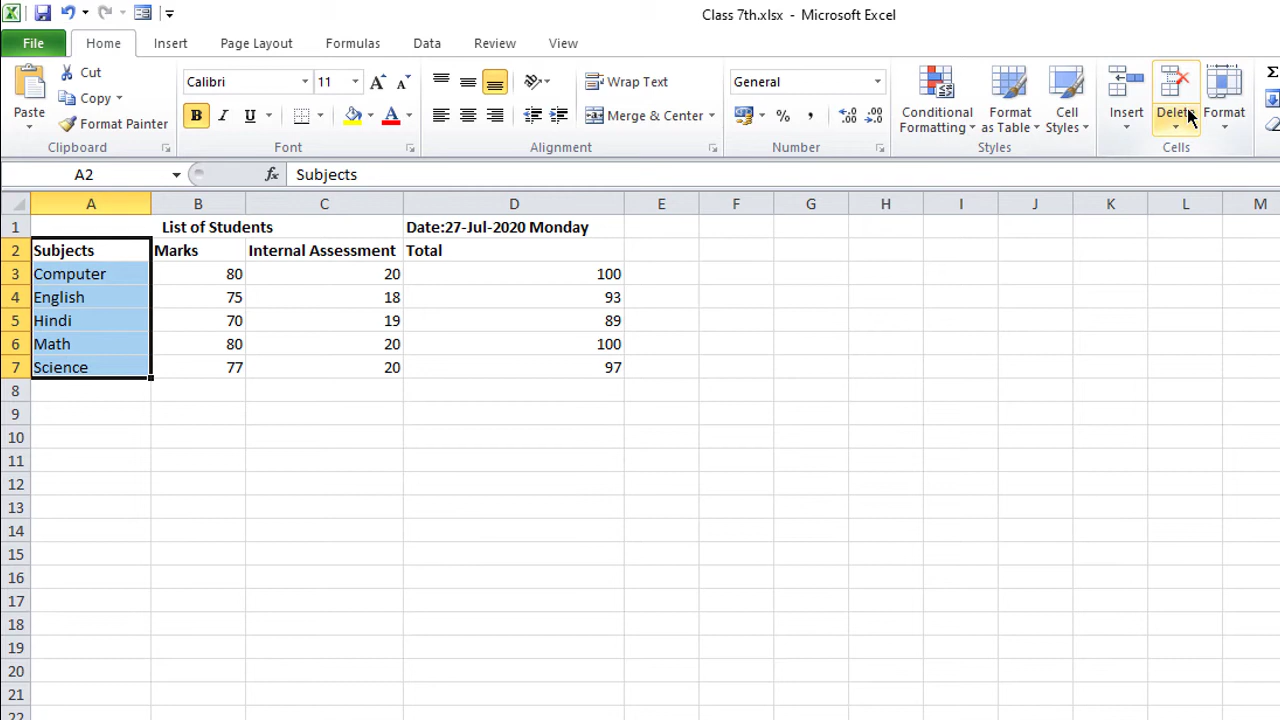 Class 7th.xlsx - Microsoft Excel
File Home Insert Page Layout Formulas Data Review View
Cut
Copy
Format Painter
Paste
Clipboard
Calibri 11 A A
B I U A
Font
Wrap Text
Merge & Center
Alignment
General
% , .00 .00
Number
Conditional Formatting
Format as Table
Cell Styles
Styles
Insert Delete Format
Cells
Σ
A2 fx Subjects
A B C D E F G H I J K L M
1 List of Students Date:27-Jul-2020 Monday
2 Subjects Marks Internal Assessment Total
3 Computer 80 20 100
4 English 75 18 93
5 Hindi 70 19 89
6 Math 80 20 100
7 Science 77 20 97
8
9
10
11
12
13
14
15
16
17
18
19
20
21
22